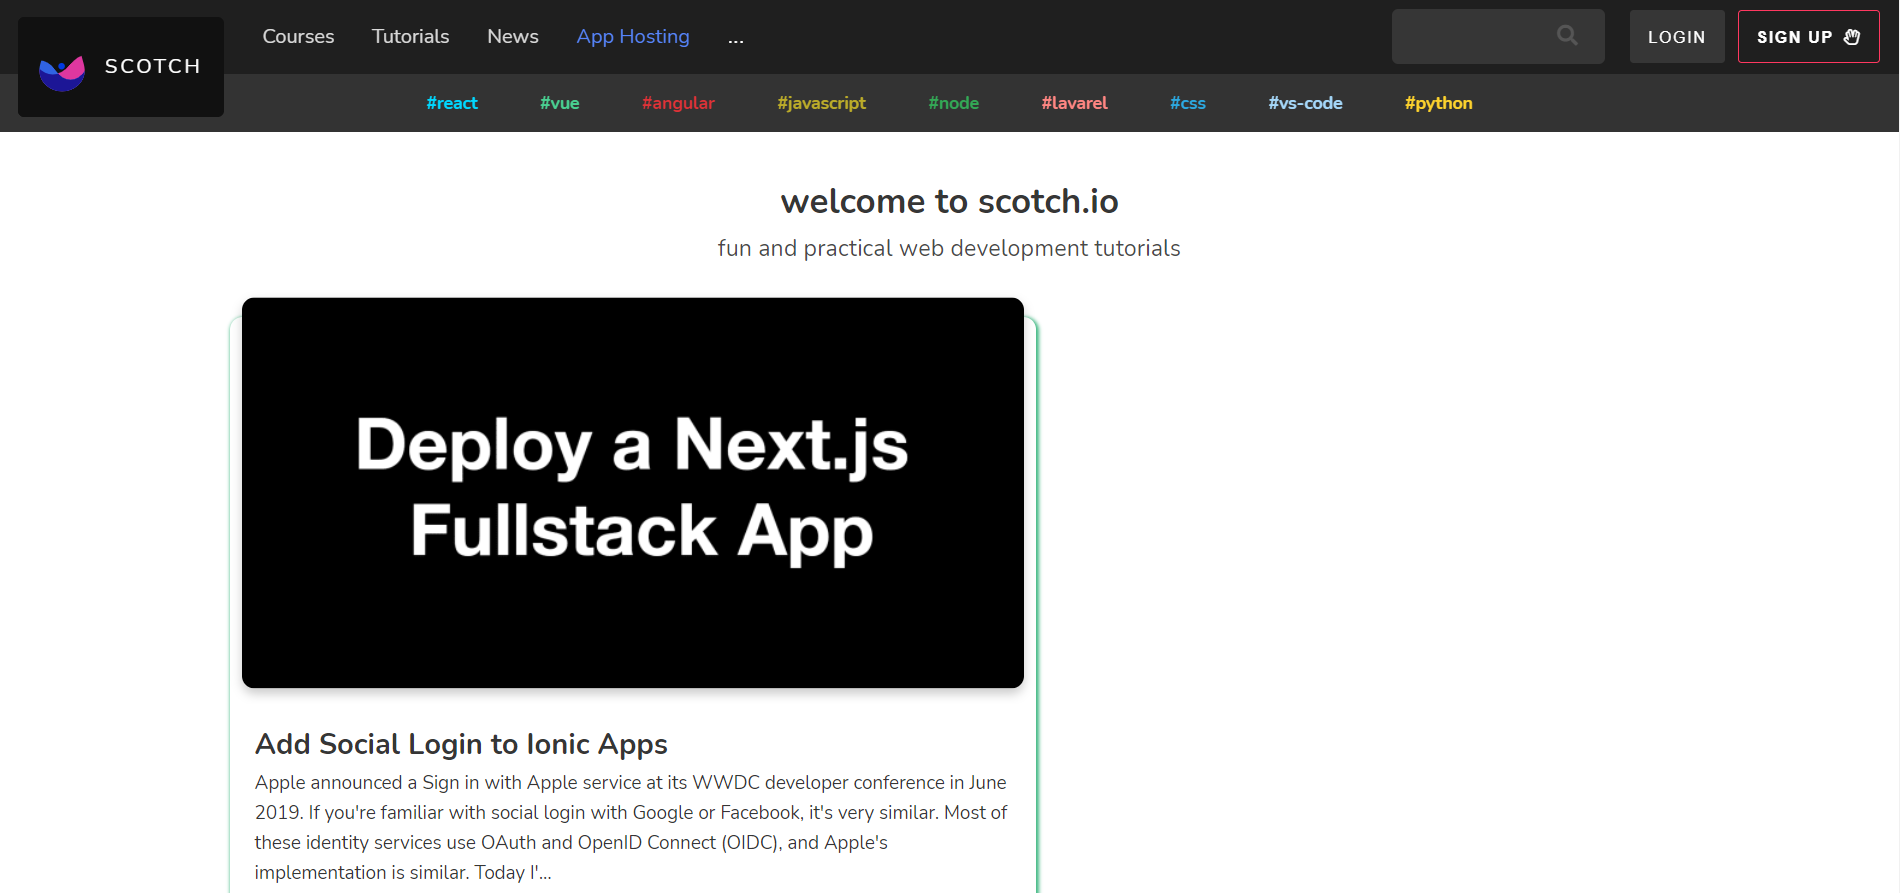 SCOTCH
Courses Tutorials News App Hosting ...
LOGIN
SIGN UP
#react #vue #angular #javascript #node #lavarel #css #vs-code #python
welcome to scotch.io
fun and practical web development tutorials
Deploy a Next.js
Fullstack App
Add Social Login to Ionic Apps
Apple announced a Sign in with Apple service at its WWDC developer conference in June
2019. If you're familiar with social login with Google or Facebook, it's very similar. Most of
these identity services use OAuth and OpenID Connect (OIDC), and Apple's
implementation is similar. Today I'...